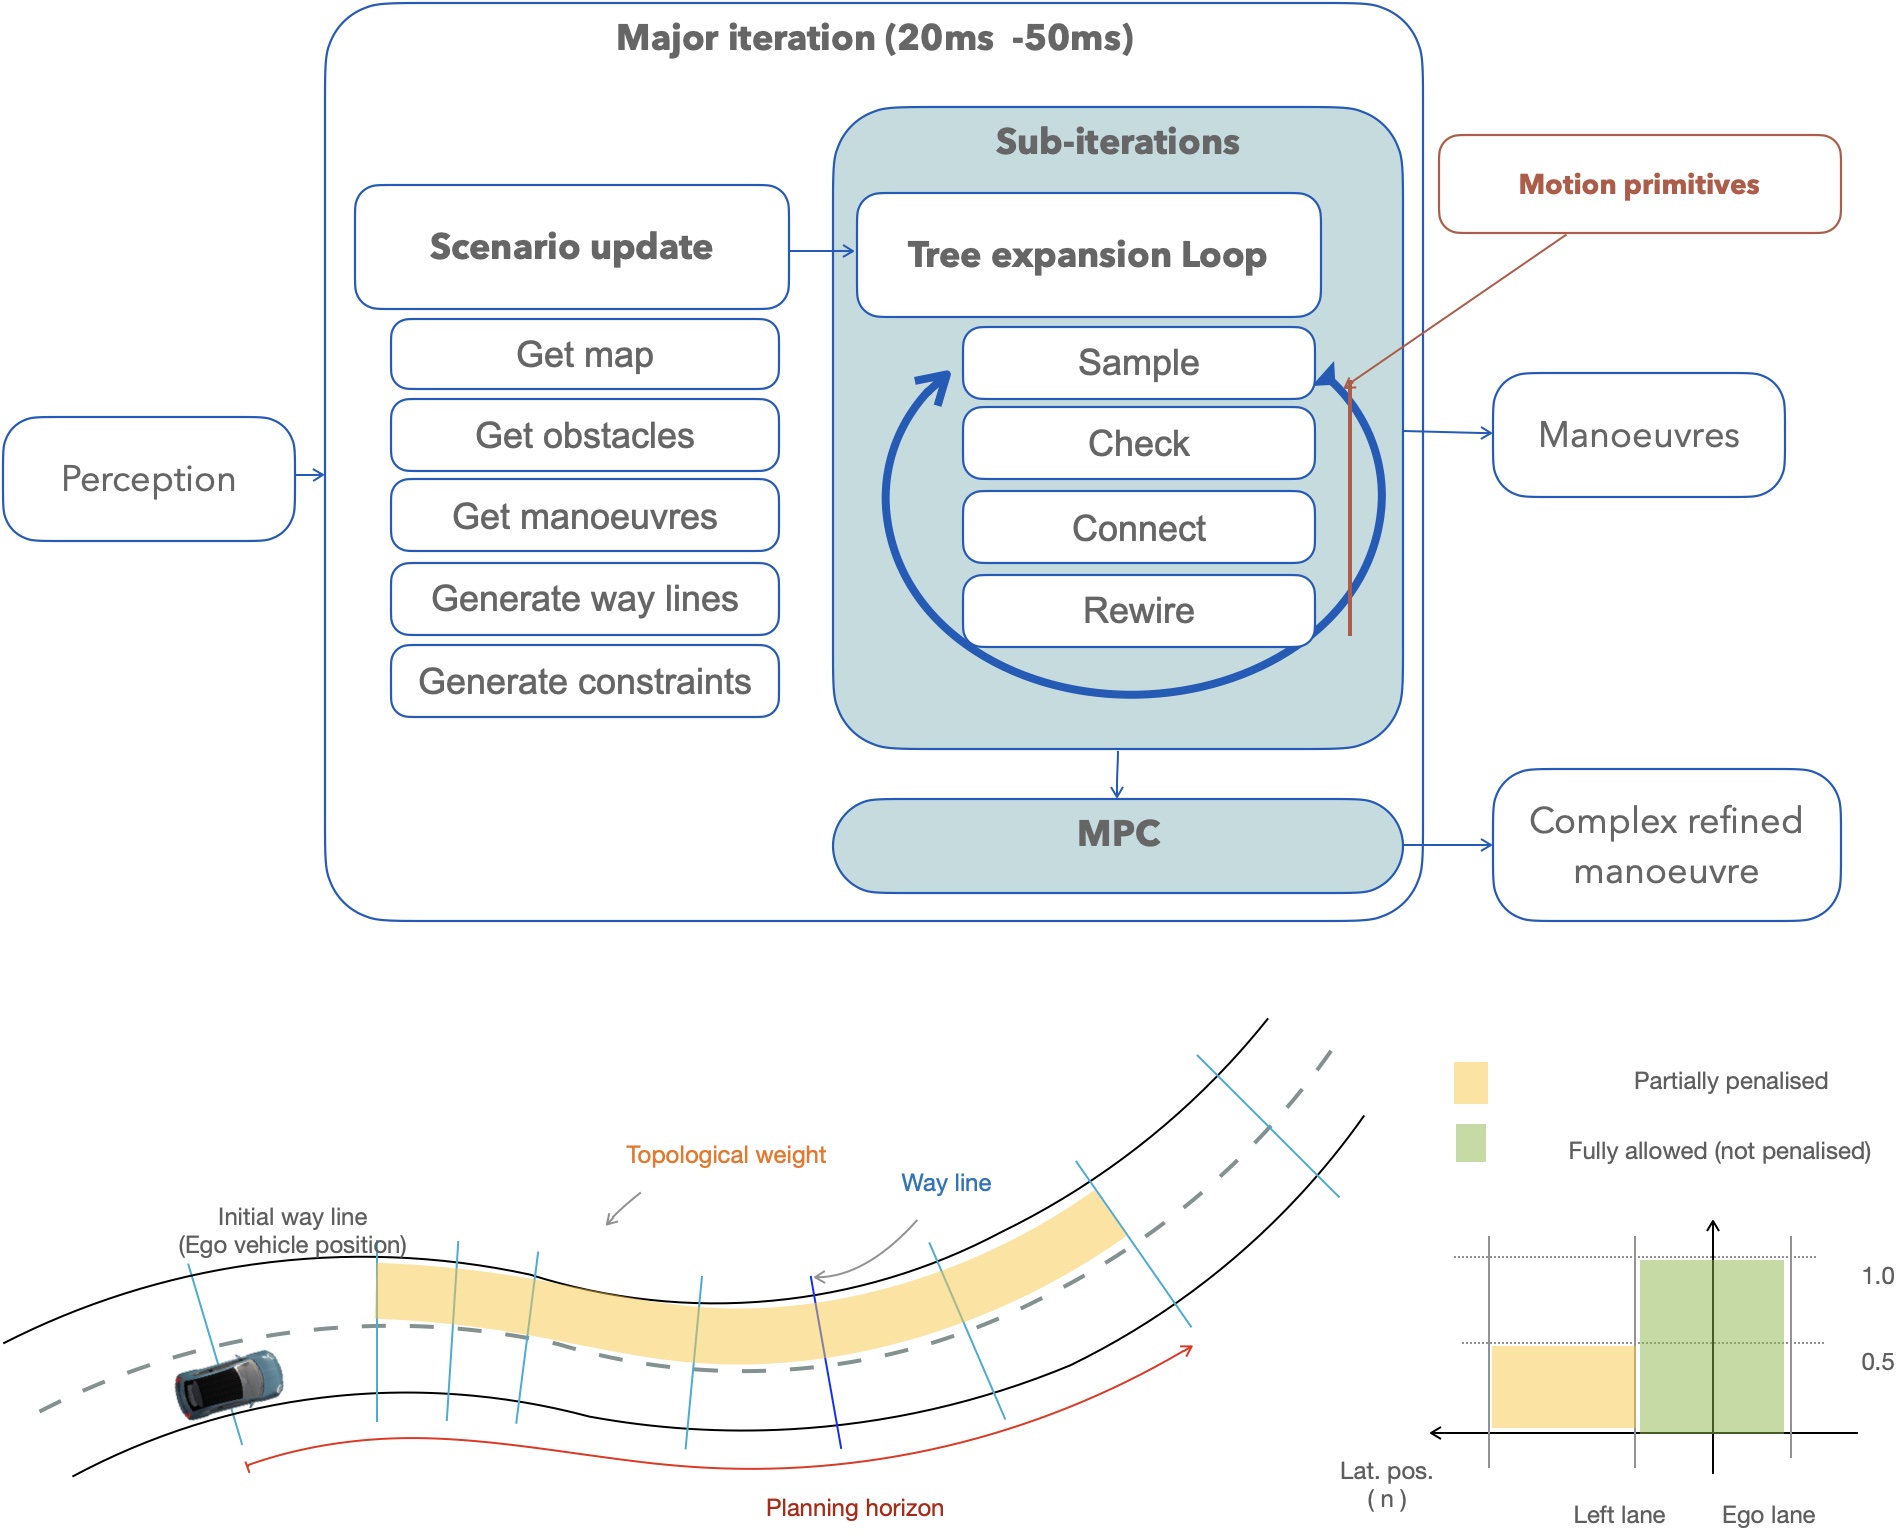 Major iteration (20ms -50ms)
Sub-iterations
Motion primitives
Scenario update
Tree expansion Loop
Get map
Sample
Get obstacles
Check
Manoeuvres
Perception
Get manoeuvres
Connect
Generate way lines
Rewire
Generate constraints
MPC
Complex refined
manoeuvre
Partially penalised
Topological weight
Fully allowed (not penalised)
Way line
Initial way line
(Ego vehicle position)
1.0
0.5
Lat. pos.
( n )
Planning horizon
Left lane
Ego lane